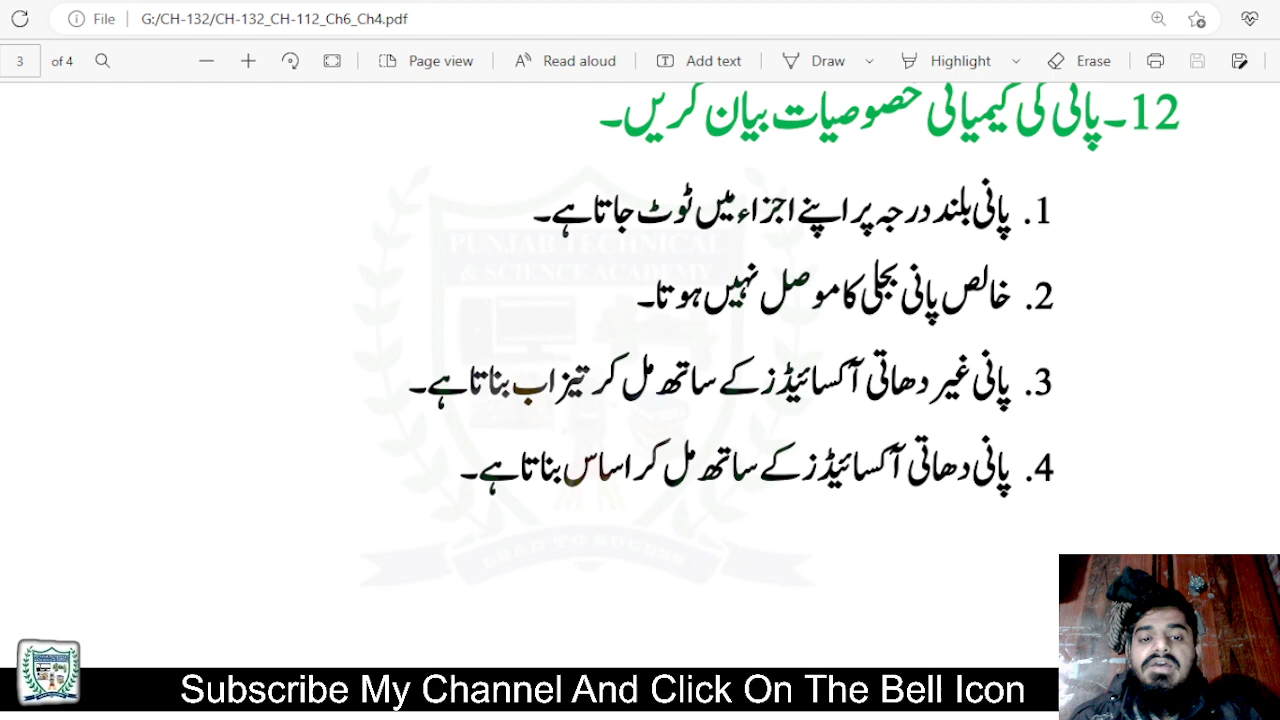 File G:/CH-132/CH-132_CH-112_Ch6_Ch4.pdf
3 of 4 Page view Read aloud Add text Draw Highlight Erase
12۔پانی کی کیمیائی خصوصیات بیان کریں۔
1. پانی بلند درجہ پر اپنے اجزاء میں ٹوٹ جاتا ہے۔
PUNJAB TECHNICAL
& SCIENCE ACADEMY
2. خالص پانی بجلی کا موصل نہیں ہوتا۔
3. پانی غیر دھاتی آکسائیڈز کے ساتھ مل کر تیزاب بناتا ہے۔
4. پانی دھاتی آکسائیڈز کے ساتھ مل کر اساس بناتا ہے۔
Subscribe My Channel And Click On The Bell Icon